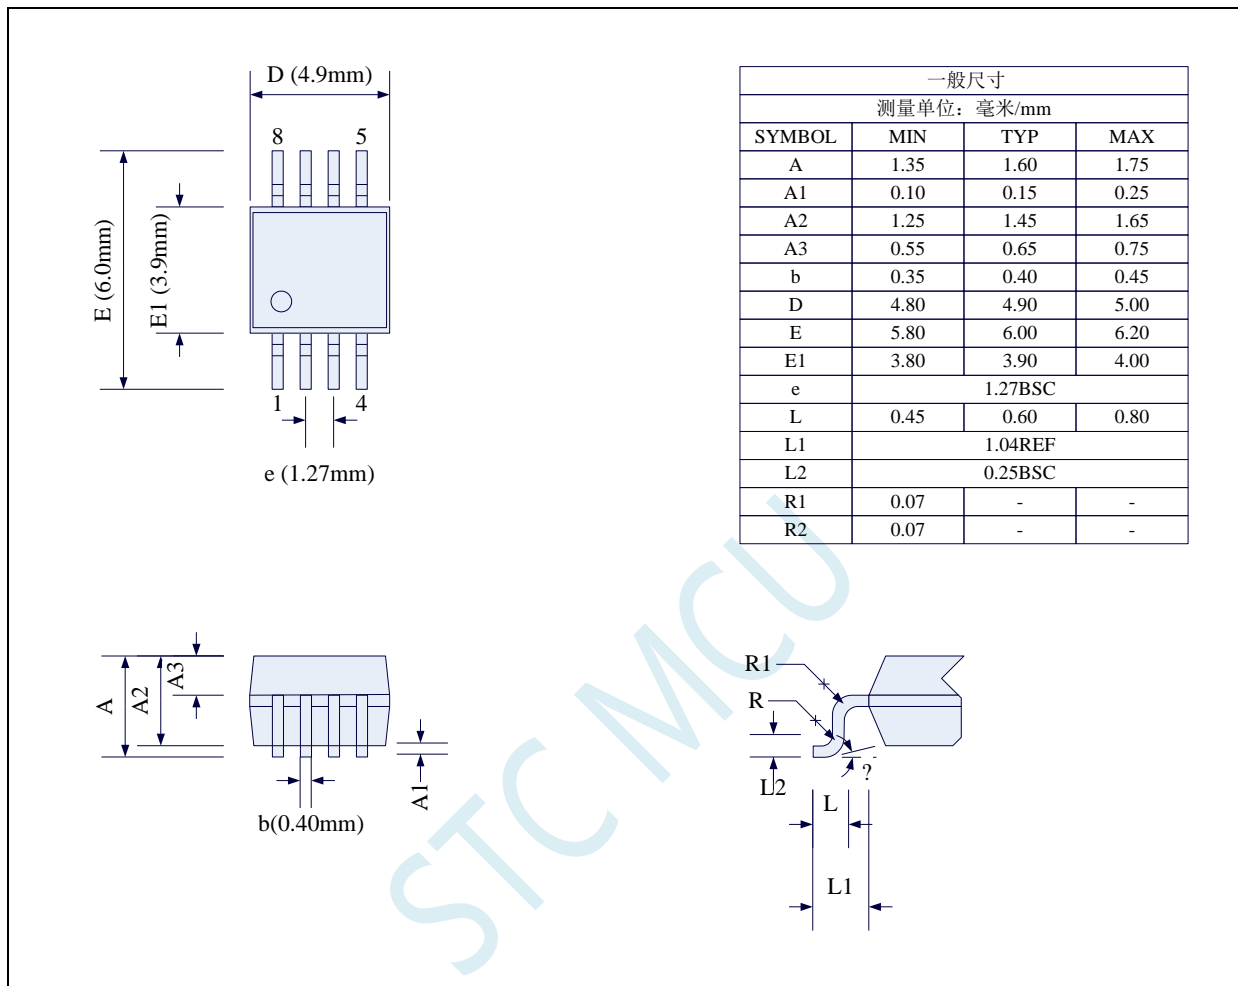 D (4.9mm)
8 5
E (6.0mm)
E1 (3.9mm)
1 4
e (1.27mm)
一般尺寸
测量单位：毫米/mm
SYMBOL MIN TYP MAX
A 1.35 1.60 1.75
A1 0.10 0.15 0.25
A2 1.25 1.45 1.65
A3 0.55 0.65 0.75
b 0.35 0.40 0.45
D 4.80 4.90 5.00
E 5.80 6.00 6.20
E1 3.80 3.90 4.00
e 1.27BSC
L 0.45 0.60 0.80
L1 1.04REF
L2 0.25BSC
R1 0.07 - -
R2 0.07 - -
A
A2
A3
A1
b(0.40mm)
R1
R
L2
?
L
L1
STC MCU